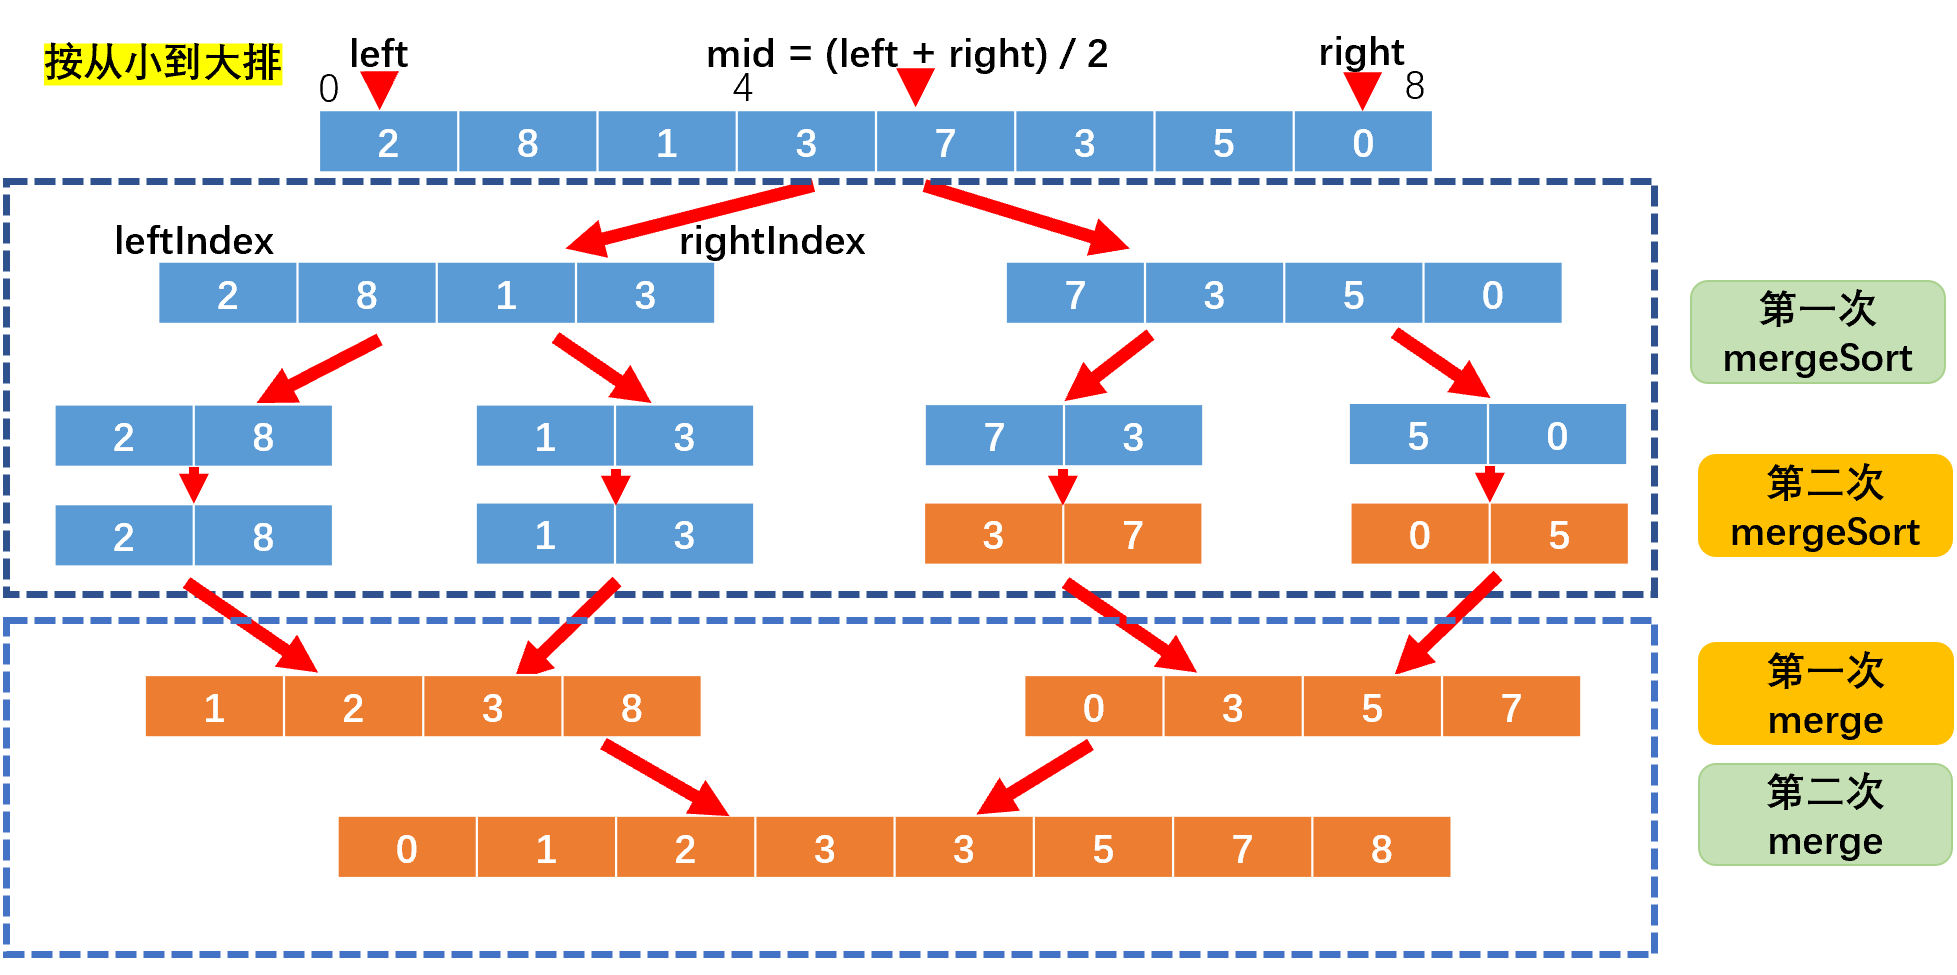 按从小到大排
left
mid = (left + right) / 2
right
0
4
8
2 8 1 3 7 3 5 0
leftIndex
rightIndex
2 8 1 3
7 3 5 0
第一次
mergeSort
2 8
1 3
7 3
5 0
第二次
mergeSort
2 8
1 3
3 7
0 5
1 2 3 8
0 3 5 7
第一次
merge
第二次
merge
0 1 2 3 3 5 7 8